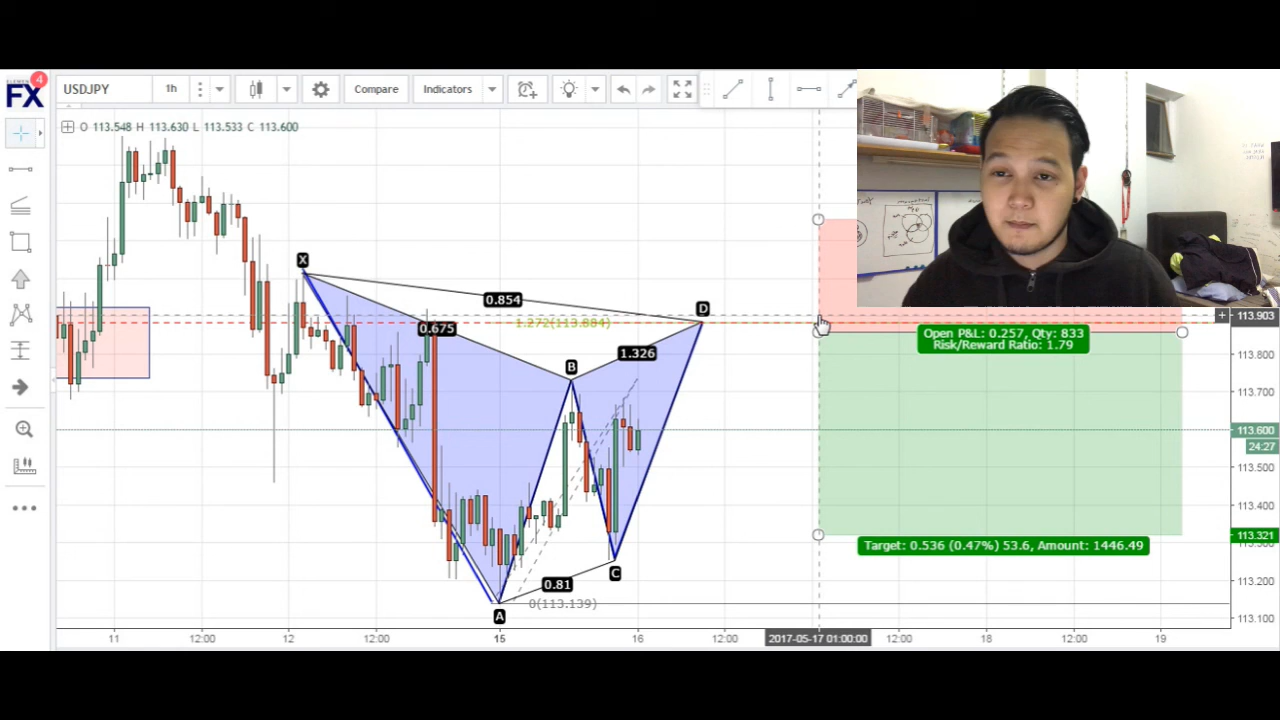 FX
4
USDJPY
1h
Compare
Indicators
O 113.548 H 113.630 L 113.533 C 113.600
X
0.854
D
1.272(113.884)
0.675
1.326
B
0.81
C
0(113.139)
A
Open P&L: 0.257, Qty: 833
Risk/Reward Ratio: 1.79
Target: 0.536 (0.47%) 53.6, Amount: 1446.49
113.903
113.800
113.700
113.600
24:27
113.500
113.400
113.321
113.200
113.100
11
12:00
12
12:00
15
16
12:00
2017-05-17 01:00:00
12:00
18
12:00
19